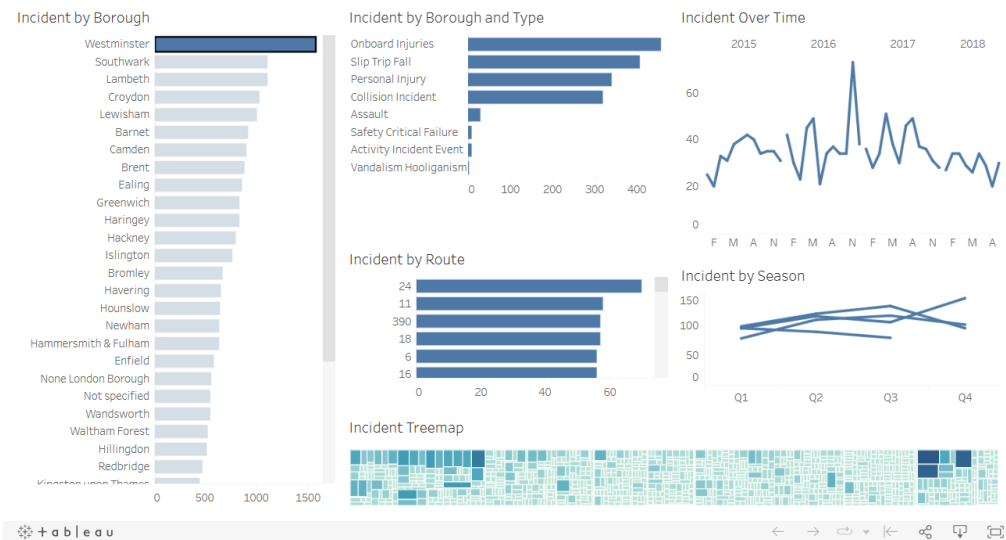 Incident by Borough
Westminster
Southwark
Lambeth
Croydon
Lewisham
Barnet
Camden
Brent
Ealing
Greenwich
Haringey
Hackney
Islington
Bromley
Havering
Hounslow
Newham
Hammersmith & Fulham
Enfield
None London Borough
Not specified
Wandsworth
Waltham Forest
Hillingdon
Redbridge
Kingston upon Thames
0 500 1000 1500
Incident by Borough and Type
Onboard Injuries
Slip Trip Fall
Personal Injury
Collision Incident
Assault
Safety Critical Failure
Activity Incident Event
Vandalism Hooliganism
0 100 200 300 400
Incident by Route
24
11
390
18
6
16
0 20 40 60
Incident Over Time
2015 2016 2017 2018
60
40
20
0
F M A N F M A N F M A N F M A
Incident by Season
150
100
50
0
Q1 Q2 Q3 Q4
Incident Treemap
+ableau